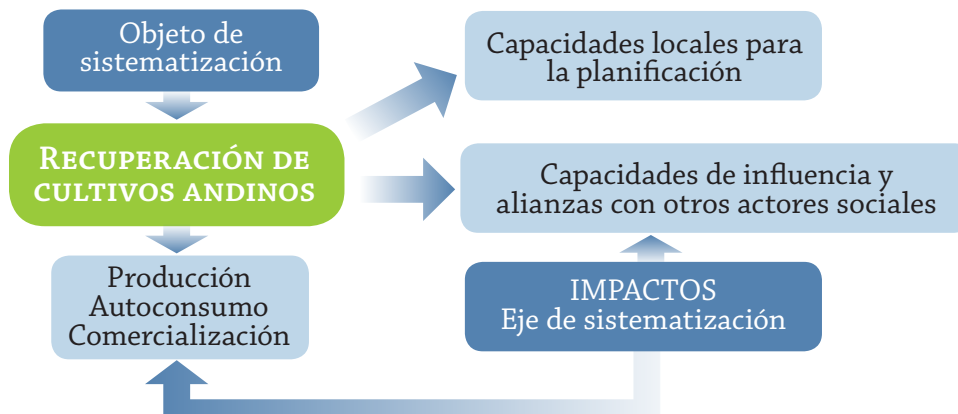 Objeto de
sistematización
Capacidades locales para
la planificación
RECUPERACIÓN DE
CULTIVOS ANDINOS
Capacidades de influencia y
alianzas con otros actores sociales
Producción
Autoconsumo
Comercialización
IMPACTOS
Eje de sistematización